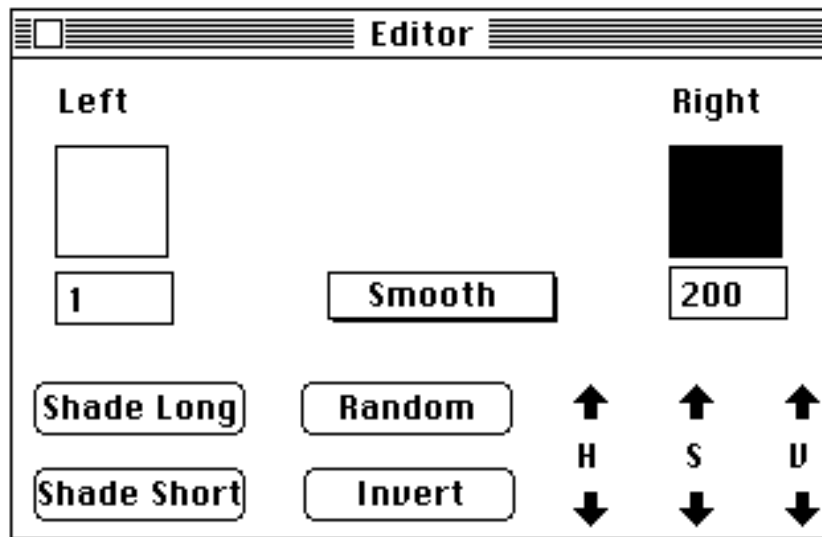 Editor
Left Right
1 Smooth 200
Shade Long Random
H S V
Shade Short Invert